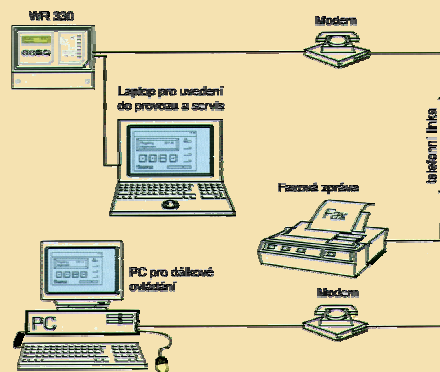 WR 330
Modem
Laptop pro uvedení
do provozu a servis
telefonní linka
Faxová zpráva
Fax
PC pro dálkové
ovládání
PC
Modem